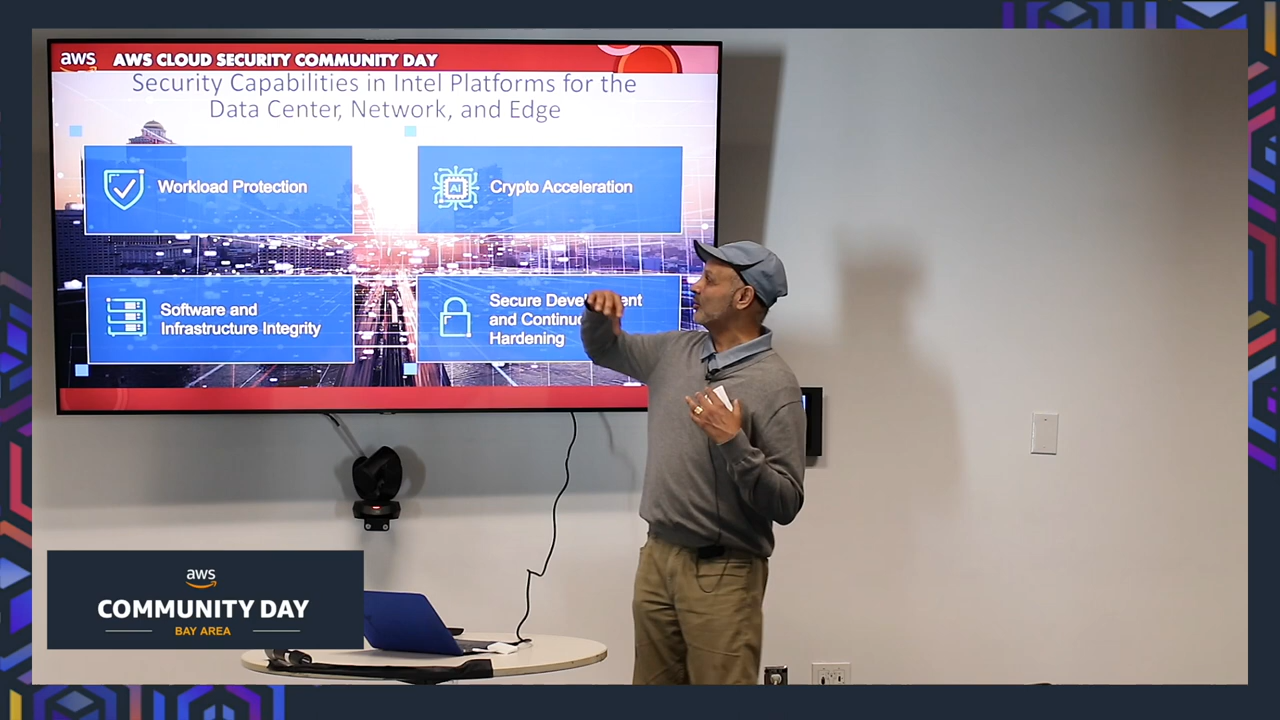 aws AWS CLOUD SECURITY COMMUNITY DAY
Security Capabilities in Intel Platforms for the
Data Center, Network, and Edge
Workload Protection
AI
Crypto Acceleration
Software and
Infrastructure Integrity
Secure
and
Hardening
aws
COMMUNITY DAY
BAY AREA